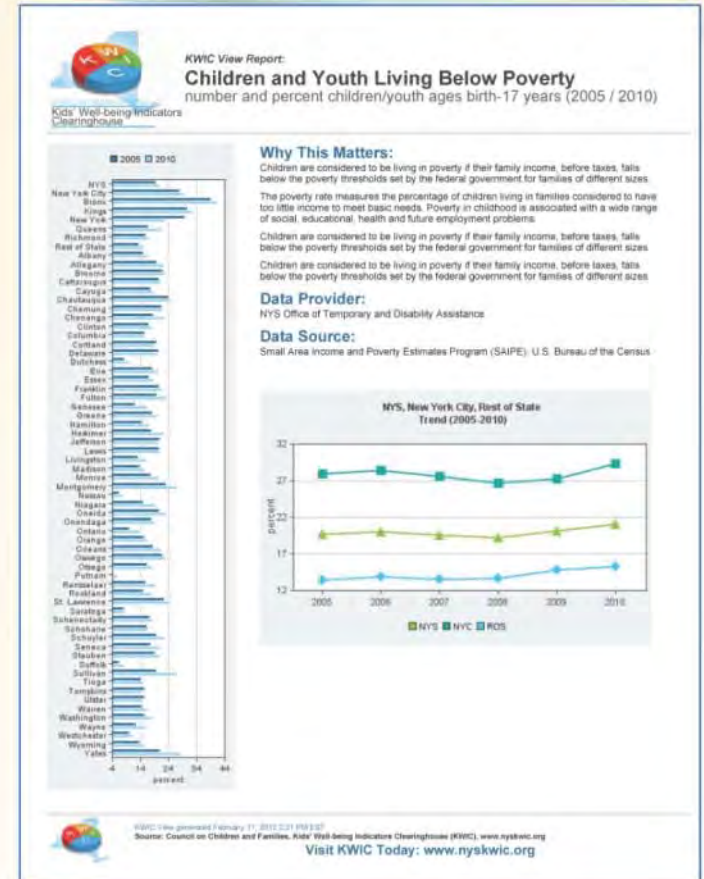 K W I C
Kids' Well-being Indicators
Clearinghouse
KWIC View Report:
Children and Youth Living Below Poverty
number and percent children/youth ages birth-17 years (2005 / 2010)
2005 2010
NYS
New York City
Bronx
Kings
New York
Queens
Richmond
Rest of State
Albany
Allegany
Broome
Cattaraugus
Cayuga
Chautauqua
Chemung
Chenango
Clinton
Columbia
Cortland
Delaware
Dutchess
Erie
Essex
Franklin
Fulton
Genesee
Greene
Hamilton
Herkimer
Jefferson
Lewis
Livingston
Madison
Monroe
Montgomery
Nassau
Niagara
Oneida
Onondaga
Ontario
Orange
Orleans
Oswego
Otsego
Putnam
Rensselaer
Rockland
St. Lawrence
Saratoga
Schenectady
Schoharie
Schuyler
Seneca
Steuben
Suffolk
Sullivan
Tioga
Tompkins
Ulster
Warren
Washington
Wayne
Westchester
Wyoming
Yates
4 14 24 34 44
percent
Why This Matters:
Children are considered to be living in poverty if their family income, before taxes, falls
below the poverty thresholds set by the federal government for families of different sizes
The poverty rate measures the percentage of children living in families considered to have
too little income to meet basic needs. Poverty in childhood is associated with a wide range
of social, educational, health and future employment problems.
Children are considered to be living in poverty if their family income, before taxes, falls
below the poverty thresholds set by the federal government for families of different sizes
Children are considered to be living in poverty if their family income, before taxes, falls
below the poverty thresholds set by the federal government for families of different sizes
Data Provider:
NYS Office of Temporary and Disability Assistance
Data Source:
Small Area Income and Poverty Estimates Program (SAIPE): U.S. Bureau of the Census
NYS, New York City, Rest of State
Trend (2005-2010)
percent
32
27
22
17
12
2005 2006 2007 2008 2009 2010
NYS NYC ROS
KWIC View generated February
Source: Council on Children and Families, Kids' Well-being Indicators Clearinghouse (KWIC), www.nyskwic.org
Visit KWIC Today: www.nyskwic.org